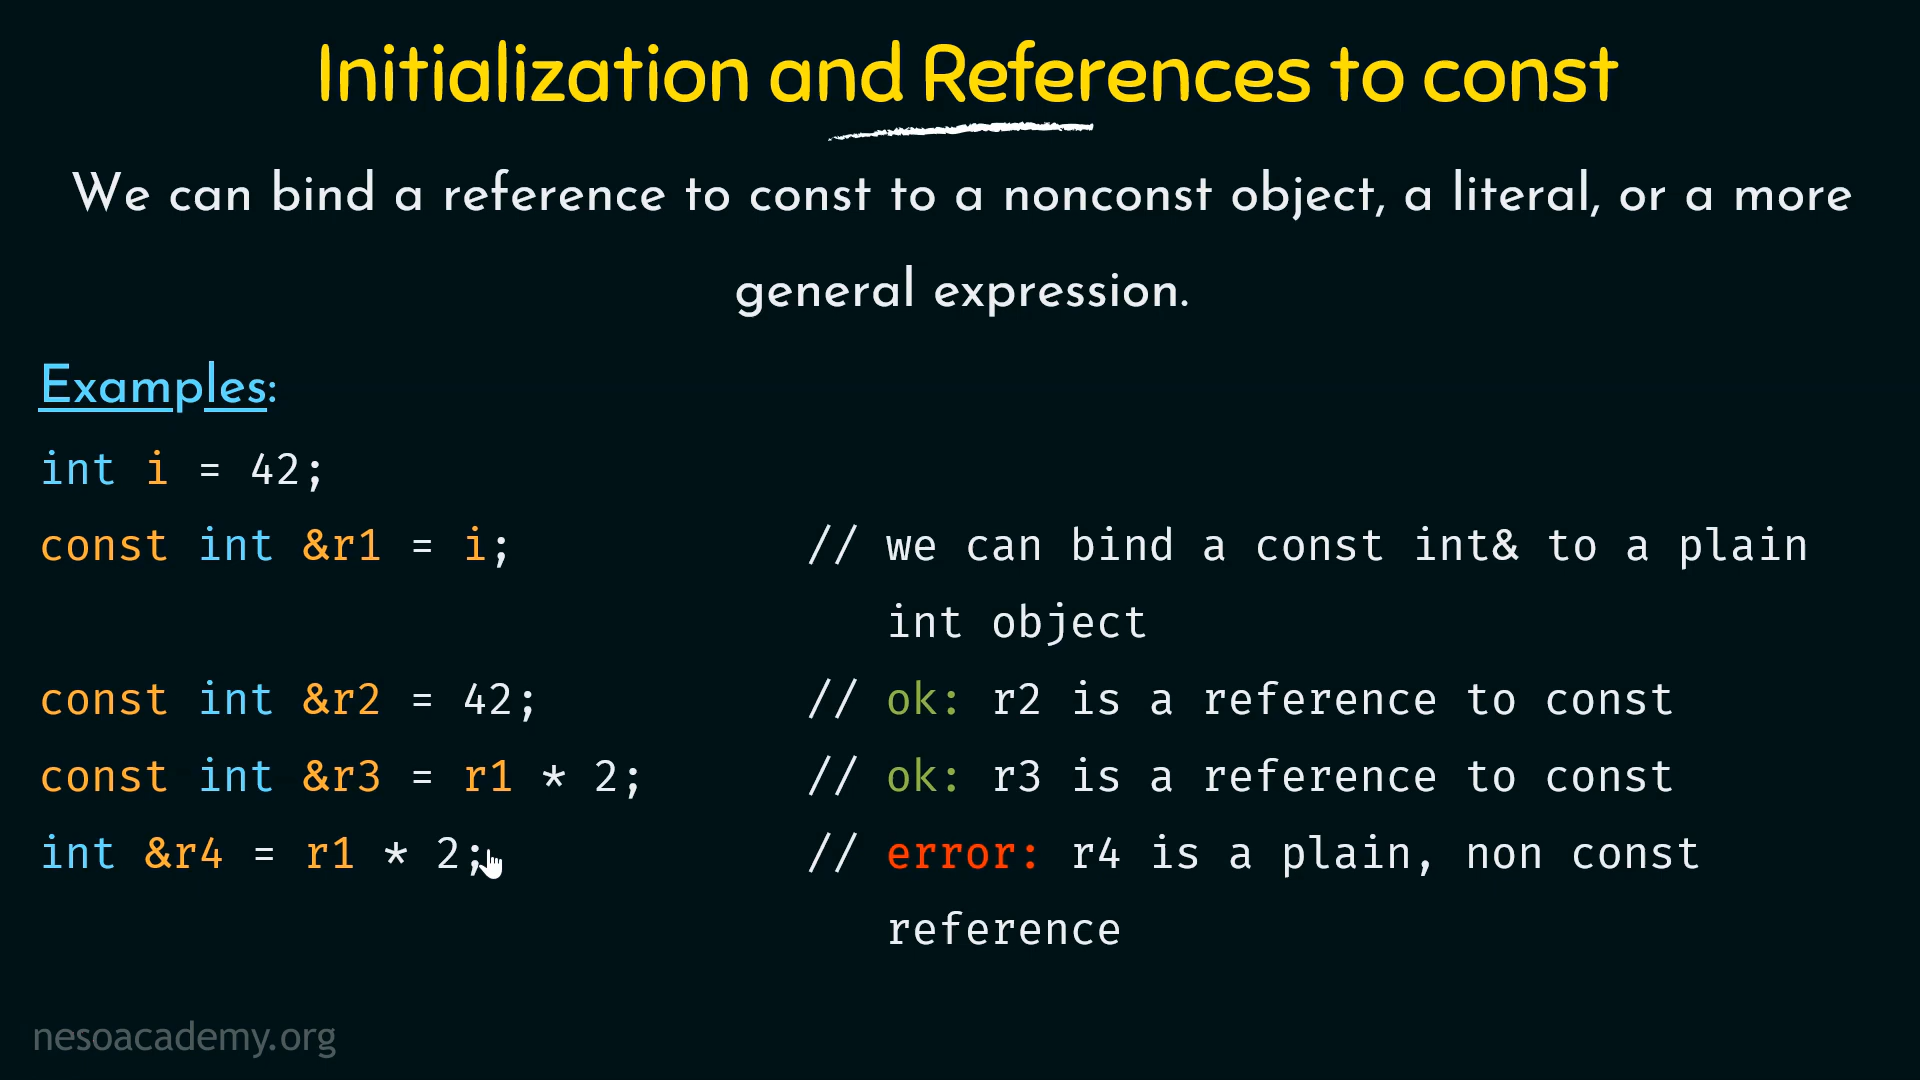 Initialization and References to const
We can bind a reference to const to a nonconst object, a literal, or a more
general expression.
Examples:
int i = 42;
const int &r1 = i; // we can bind a const int& to a plain
int object
const int &r2 = 42; // ok: r2 is a reference to const
const int &r3 = r1 * 2; // ok: r3 is a reference to const
int &r4 = r1 * 2; // error: r4 is a plain, non const
reference
nesoacademy.org